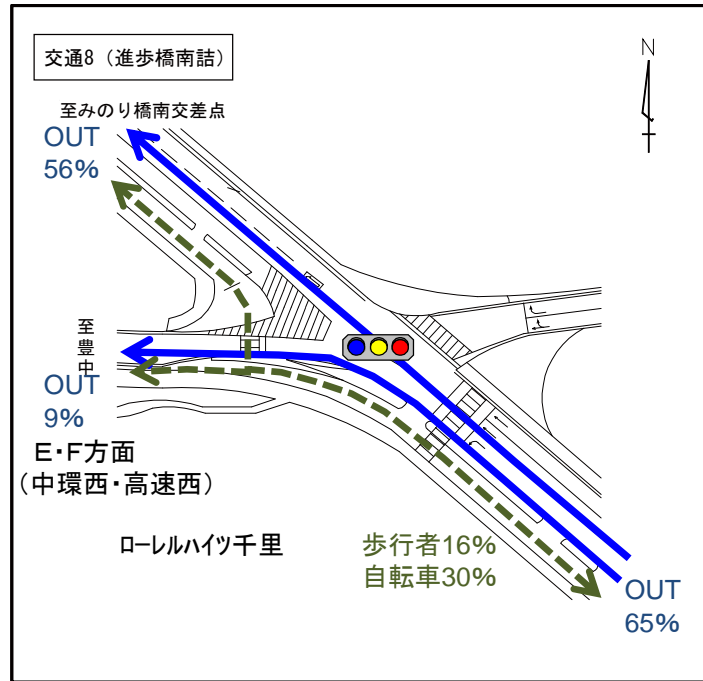 交通8（進歩橋南詰）
N
至みのり橋南交差点
OUT
56%
至豊中
OUT
9%
E・F方面
（中環西・高速西）
ローレルハイツ千里
歩行者16%
自転車30%
OUT
65%